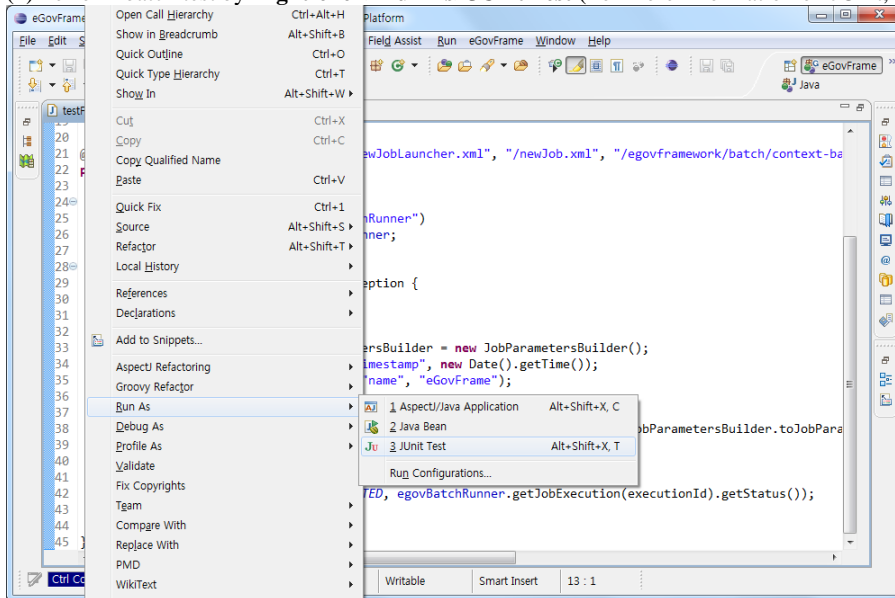 eGovFrame
Platform
File Edit S
Field Assist Run eGovFrame Window Help
eGovFrame
Java
testF
Open Call Hierarchy Ctrl+Alt+H
Show in Breadcrumb Alt+Shift+B
Quick Outline Ctrl+O
Quick Type Hierarchy Ctrl+T
Show In Alt+Shift+W
Cut Ctrl+X
Copy Ctrl+C
Copy Qualified Name
Paste Ctrl+V
Quick Fix Ctrl+1
Source Alt+Shift+S
Refactor Alt+Shift+T
Local History
References
Declarations
Add to Snippets...
AspectJ Refactoring
Groovy Refactor
Run As
Debug As
Profile As
Validate
Fix Copyrights
Team
Compare With
Replace With
PMD
WikiText
1 AspectJ/Java Application Alt+Shift+X, C
2 Java Bean
3 JUnit Test Alt+Shift+X, T
Run Configurations...
19
20
21 @
ewJobLauncher.xml", "/newJob.xml", "/egovframework/batch/context-ba
22 p
23
24
25
hRunner")
26
nner;
27
28
29
eption {
30
31
32
33
ersBuilder = new JobParametersBuilder();
34
imestamp", new Date().getTime());
35
"name", "eGovFrame");
36
37
38
obParametersBuilder.toJobPara
39
40
41
42
TED, egovBatchRunner.getJobExecution(executionId).getStatus());
43
44
45 }
Ctrl Co
Writable Smart Insert 13 : 1